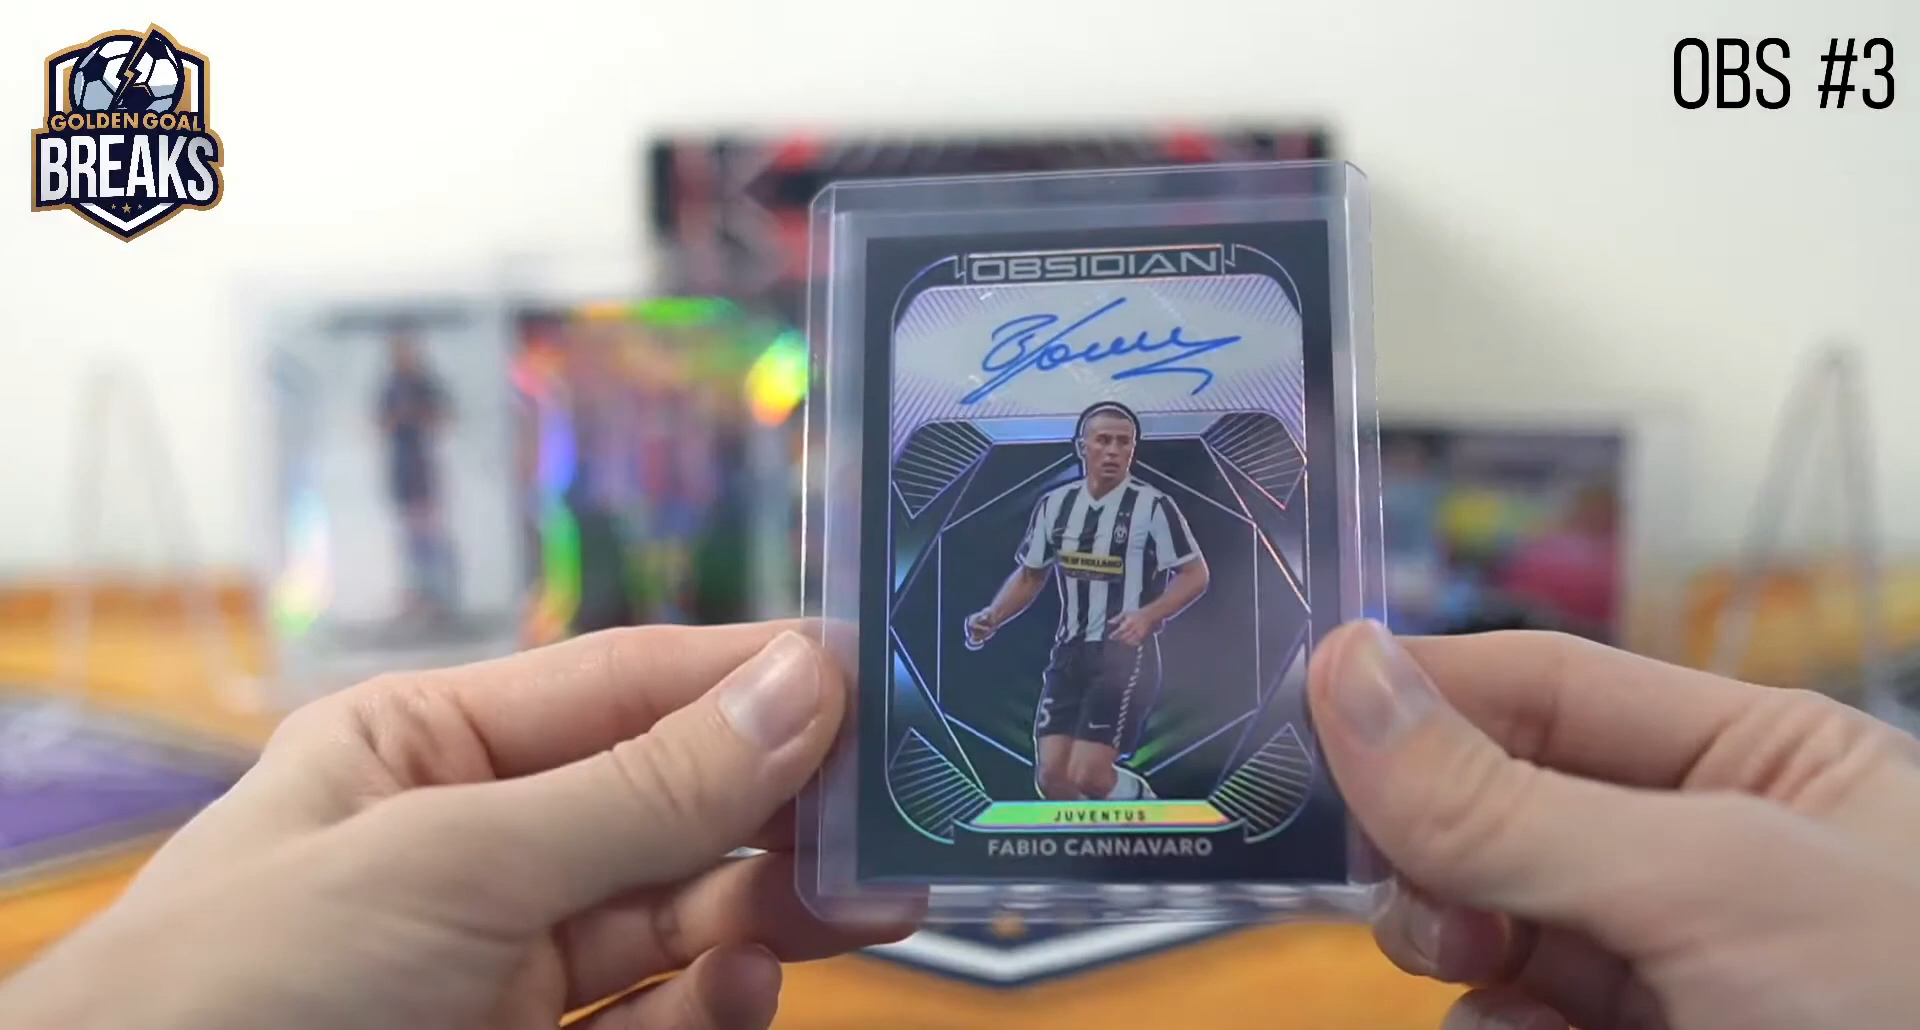 GOLDEN GOAL
BREAKS
OBS #3
OBSIDIAN
JUVENTUS
FABIO CANNAVARO